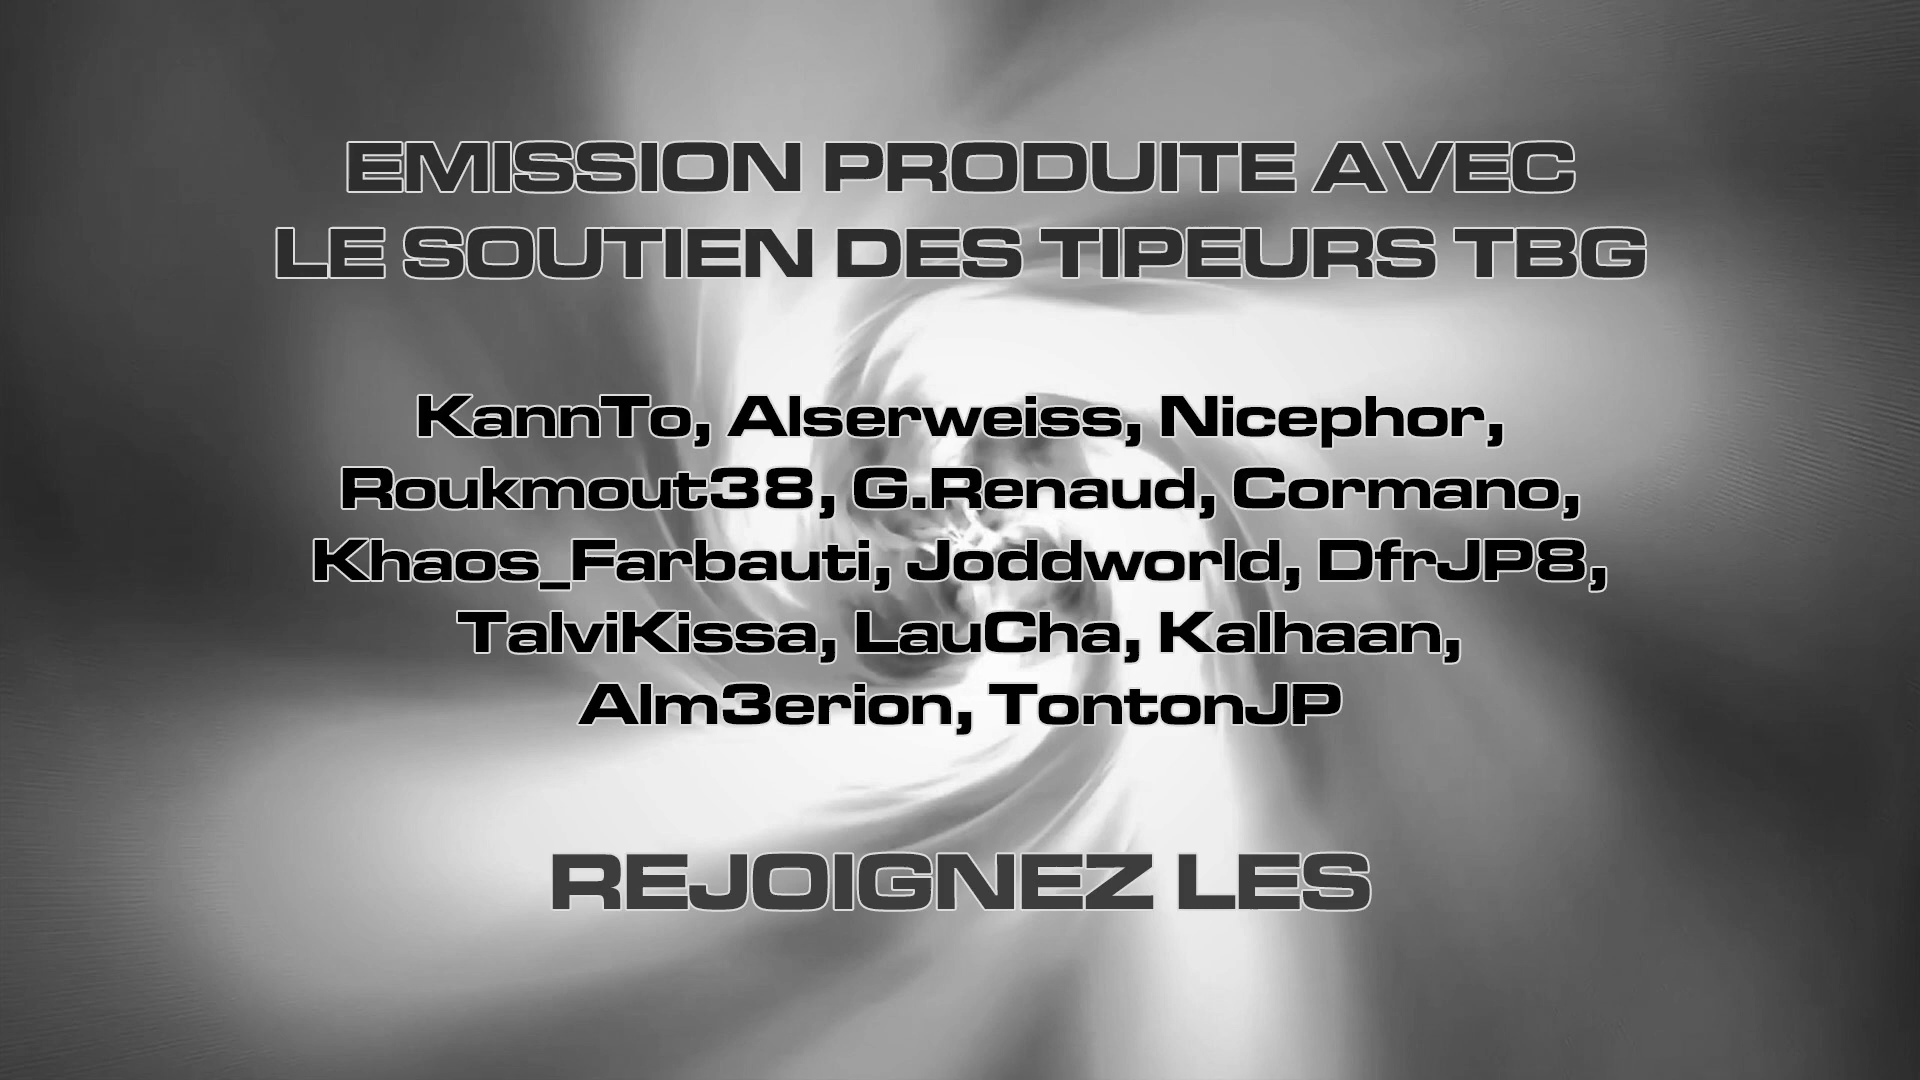 EMISSION PRODUITE AVEC
LE SOUTIEN DES TIPEURS TBG
KannTo, Alserweiss, Nicephor,
Roukmout38, G.Renaud, Cormano,
Khaos_Farbauti, Joddworld, DfrJP8,
TalviKissa, LauCha, Kalhaan,
Alm3erion, TontonJP
REJOIGNEZ LES